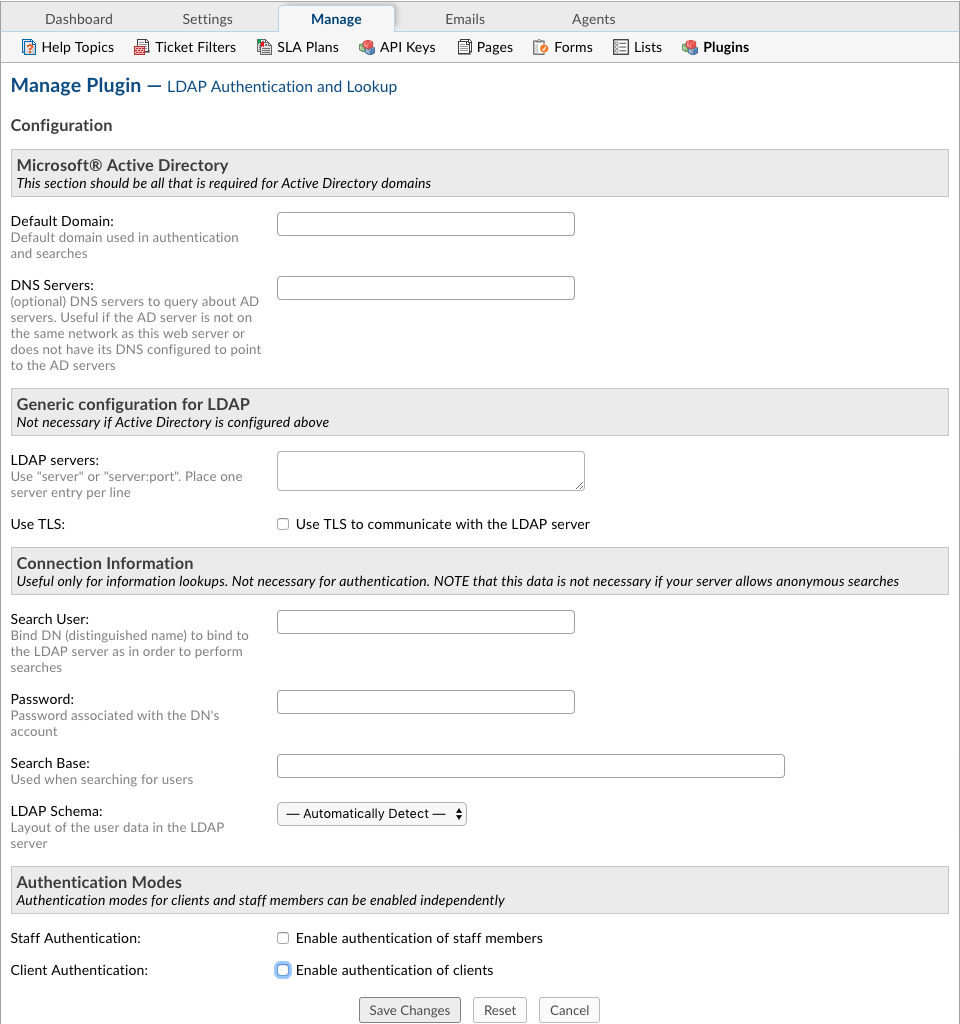 Dashboard Settings Manage Emails Agents
Help Topics Ticket Filters SLA Plans API Keys Pages Forms Lists Plugins
Manage Plugin — LDAP Authentication and Lookup
Configuration
Microsoft® Active Directory
This section should be all that is required for Active Directory domains
Default Domain:
Default domain used in authentication
and searches
DNS Servers:
(optional) DNS servers to query about AD
servers. Useful if the AD server is not on
the same network as this web server or
does not have its DNS configured to point
to the AD servers
Generic configuration for LDAP
Not necessary if Active Directory is configured above
LDAP servers:
Use "server" or "server:port". Place one
server entry per line
Use TLS: Use TLS to communicate with the LDAP server
Connection Information
Useful only for information lookups. Not necessary for authentication. NOTE that this data is not necessary if your server allows anonymous searches
Search User:
Bind DN (distinguished name) to bind to
the LDAP server as in order to perform
searches
Password:
Password associated with the DN's
account
Search Base:
Used when searching for users
LDAP Schema: — Automatically Detect —
Layout of the user data in the LDAP
server
Authentication Modes
Authentication modes for clients and staff members can be enabled independently
Staff Authentication: Enable authentication of staff members
Client Authentication: Enable authentication of clients
Save Changes Reset Cancel